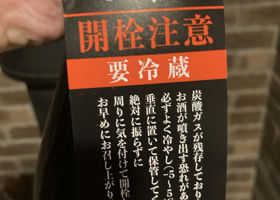 開栓注意
要冷蔵
炭酸ガスが残存しており
お酒が噴き出す恐れがあ
必ずよく冷やし(5~5
垂直に置いて保管してく
絶対に振らずに
周りに気を付けて開栓
お早めにお召し上がり